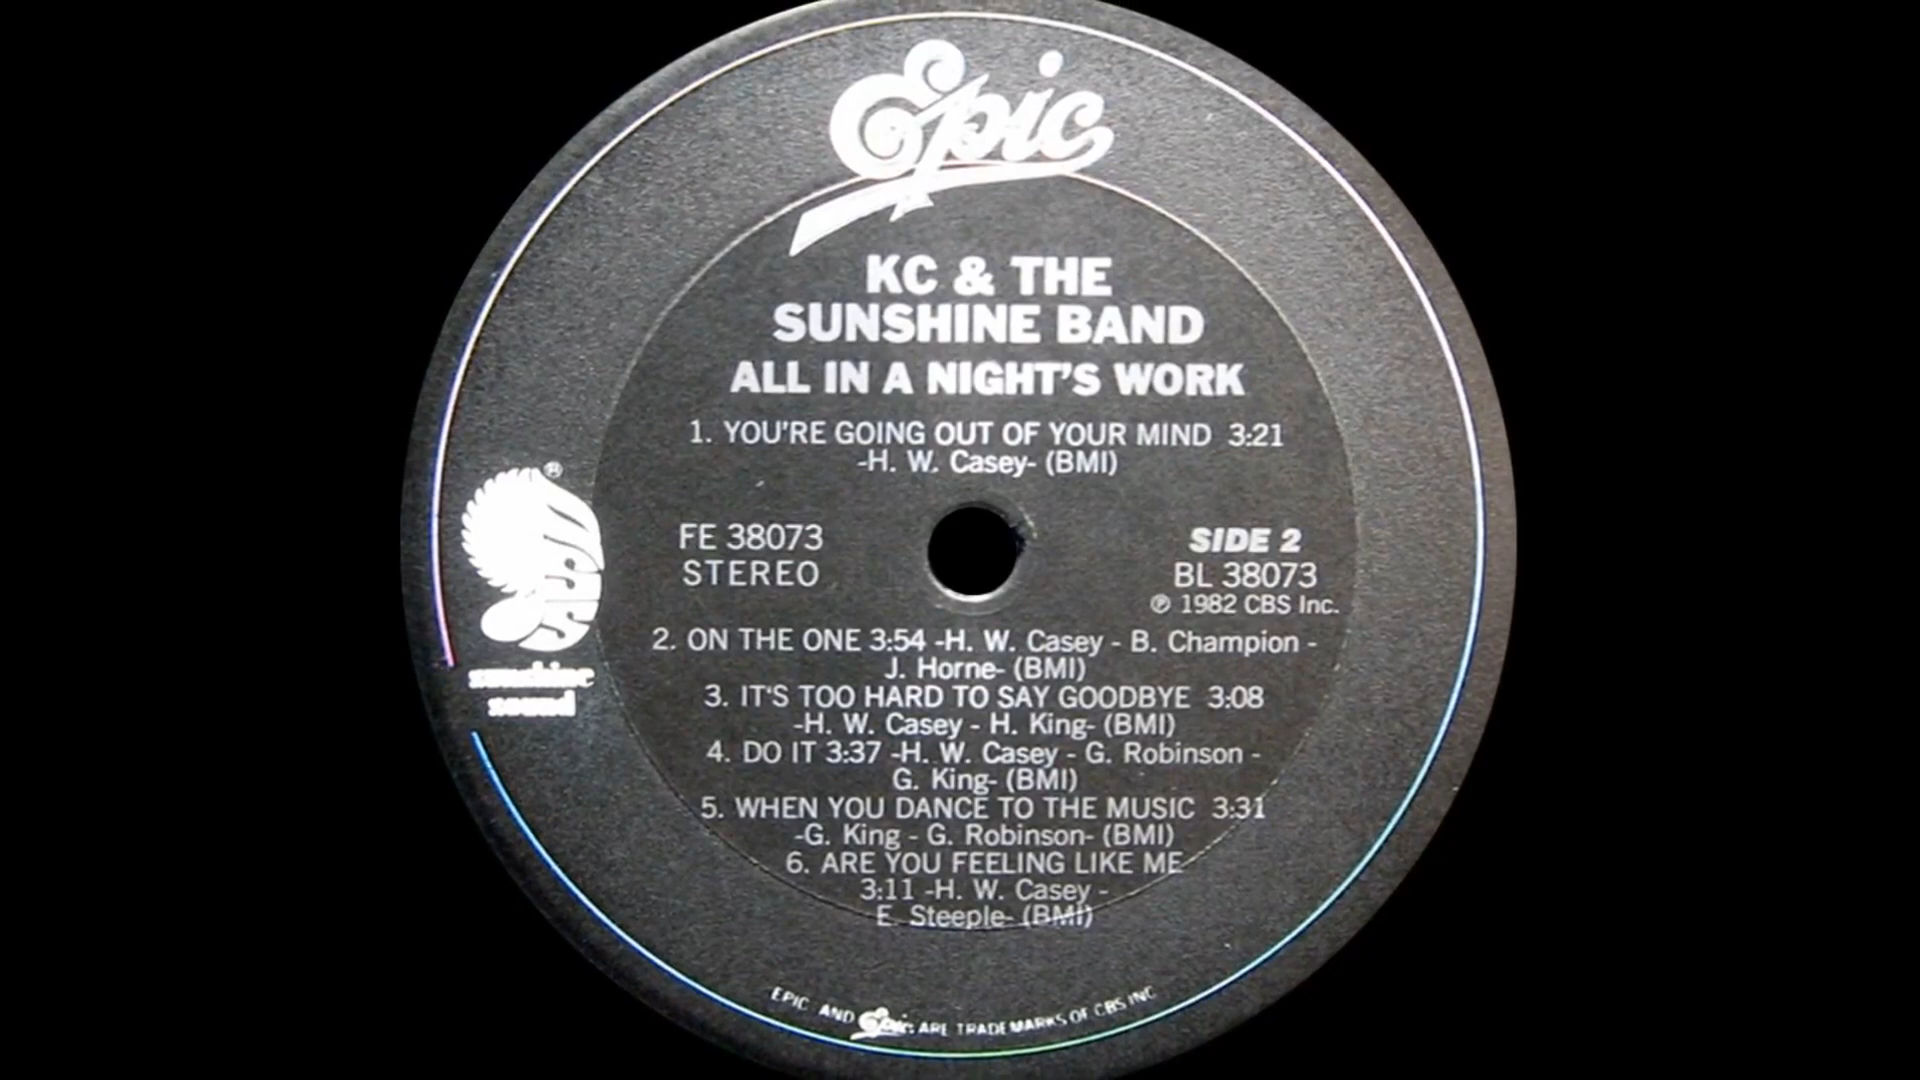 Epic
KC & THE
SUNSHINE BAND
ALL IN A NIGHT'S WORK
1. YOU'RE GOING OUT OF YOUR MIND 3:21
-H. W. Casey- (BMI)
FE 38073
STEREO
SIDE 2
BL 38073
℗ 1982 CBS Inc.
®
sunshine
sound
2. ON THE ONE 3:54 -H. W. Casey - B. Champion -
J. Horne- (BMI)
3. IT'S TOO HARD TO SAY GOODBYE 3:08
-H. W. Casey - H. King- (BMI)
4. DO IT 3:37 -H. W. Casey - G. Robinson -
G. King- (BMI)
5. WHEN YOU DANCE TO THE MUSIC 3:31
-G. King - G. Robinson- (BMI)
6. ARE YOU FEELING LIKE ME
3:11 -H. W. Casey -
E. Steeple- (BMI)
EPIC AND Epic ARE TRADEMARKS OF CBS INC.